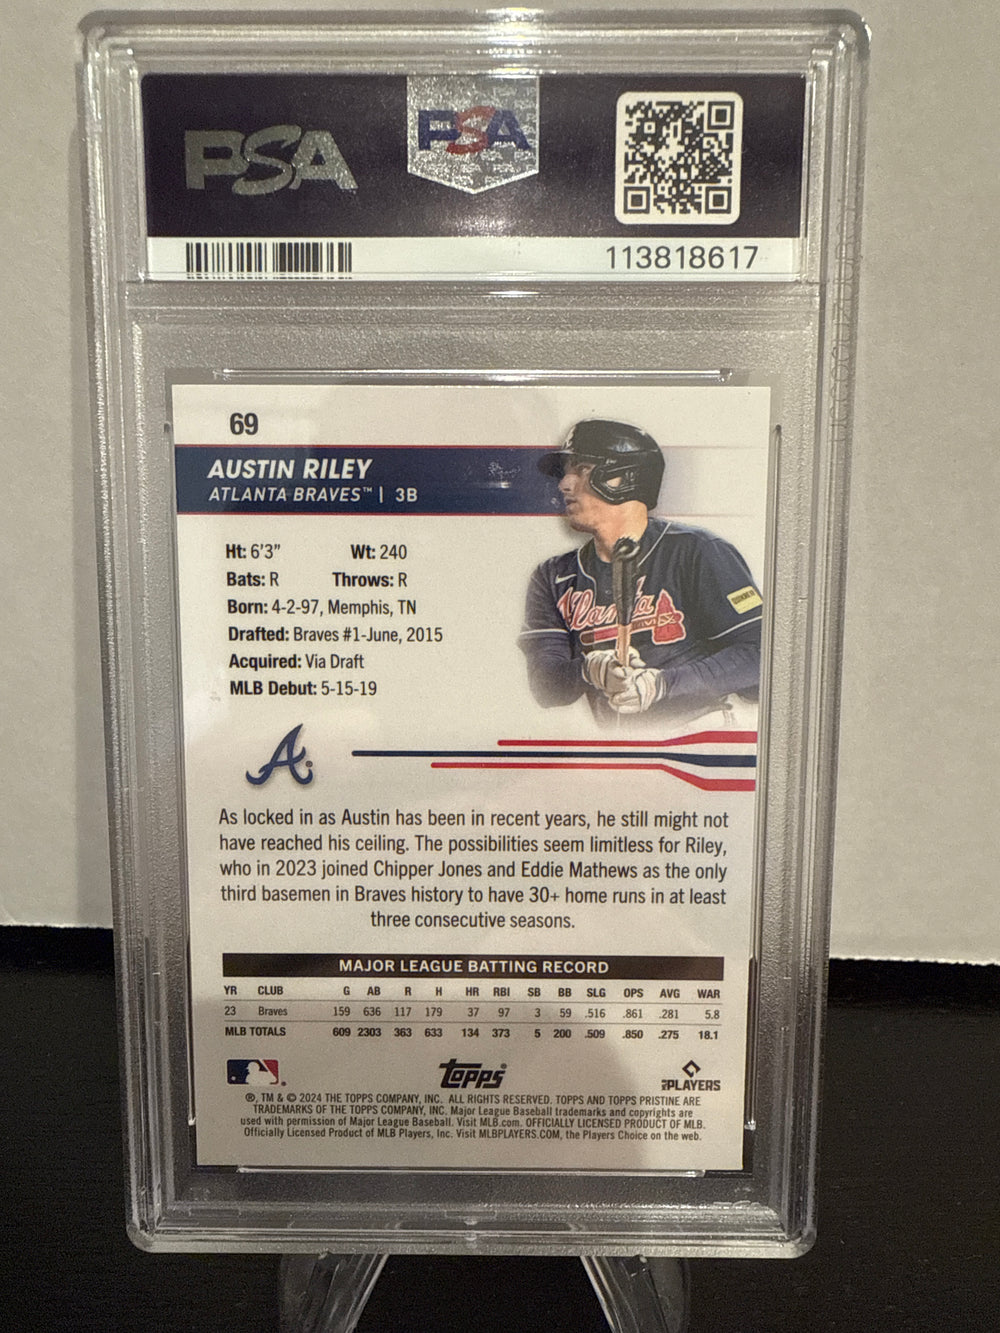 PSA
PSA
113818617
69
AUSTIN RILEY
ATLANTA BRAVES™ | 3B
Ht: 6'3" Wt: 240
Bats: R Throws: R
Born: 4-2-97, Memphis, TN
Drafted: Braves #1-June, 2015
Acquired: Via Draft
MLB Debut: 5-15-19
Atlanta
A®
As locked in as Austin has been in recent years, he still might not
have reached his ceiling. The possibilities seem limitless for Riley,
who in 2023 joined Chipper Jones and Eddie Mathews as the only
third basemen in Braves history to have 30+ home runs in at least
three consecutive seasons.
MAJOR LEAGUE BATTING RECORD
YR CLUB G AB R H HR RBI SB BB SLG OPS AVG WAR
23 Braves 159 636 117 179 37 97 3 59 .516 .861 .281 5.8
MLB TOTALS 609 2303 363 633 134 373 5 200 .509 .850 .275 18.1
Topps®
MLB PLAYERS
®, TM & © 2024 THE TOPPS COMPANY, INC. ALL RIGHTS RESERVED. TOPPS AND TOPPS PRISTINE ARE
TRADEMARKS OF THE TOPPS COMPANY, INC. Major League Baseball trademarks and copyrights are
used with permission of Major League Baseball. Visit MLB.com. OFFICIALLY LICENSED PRODUCT OF MLB.
Officially Licensed Product of MLB Players, Inc. Visit MLBPLAYERS.COM, the Players Choice on the web.